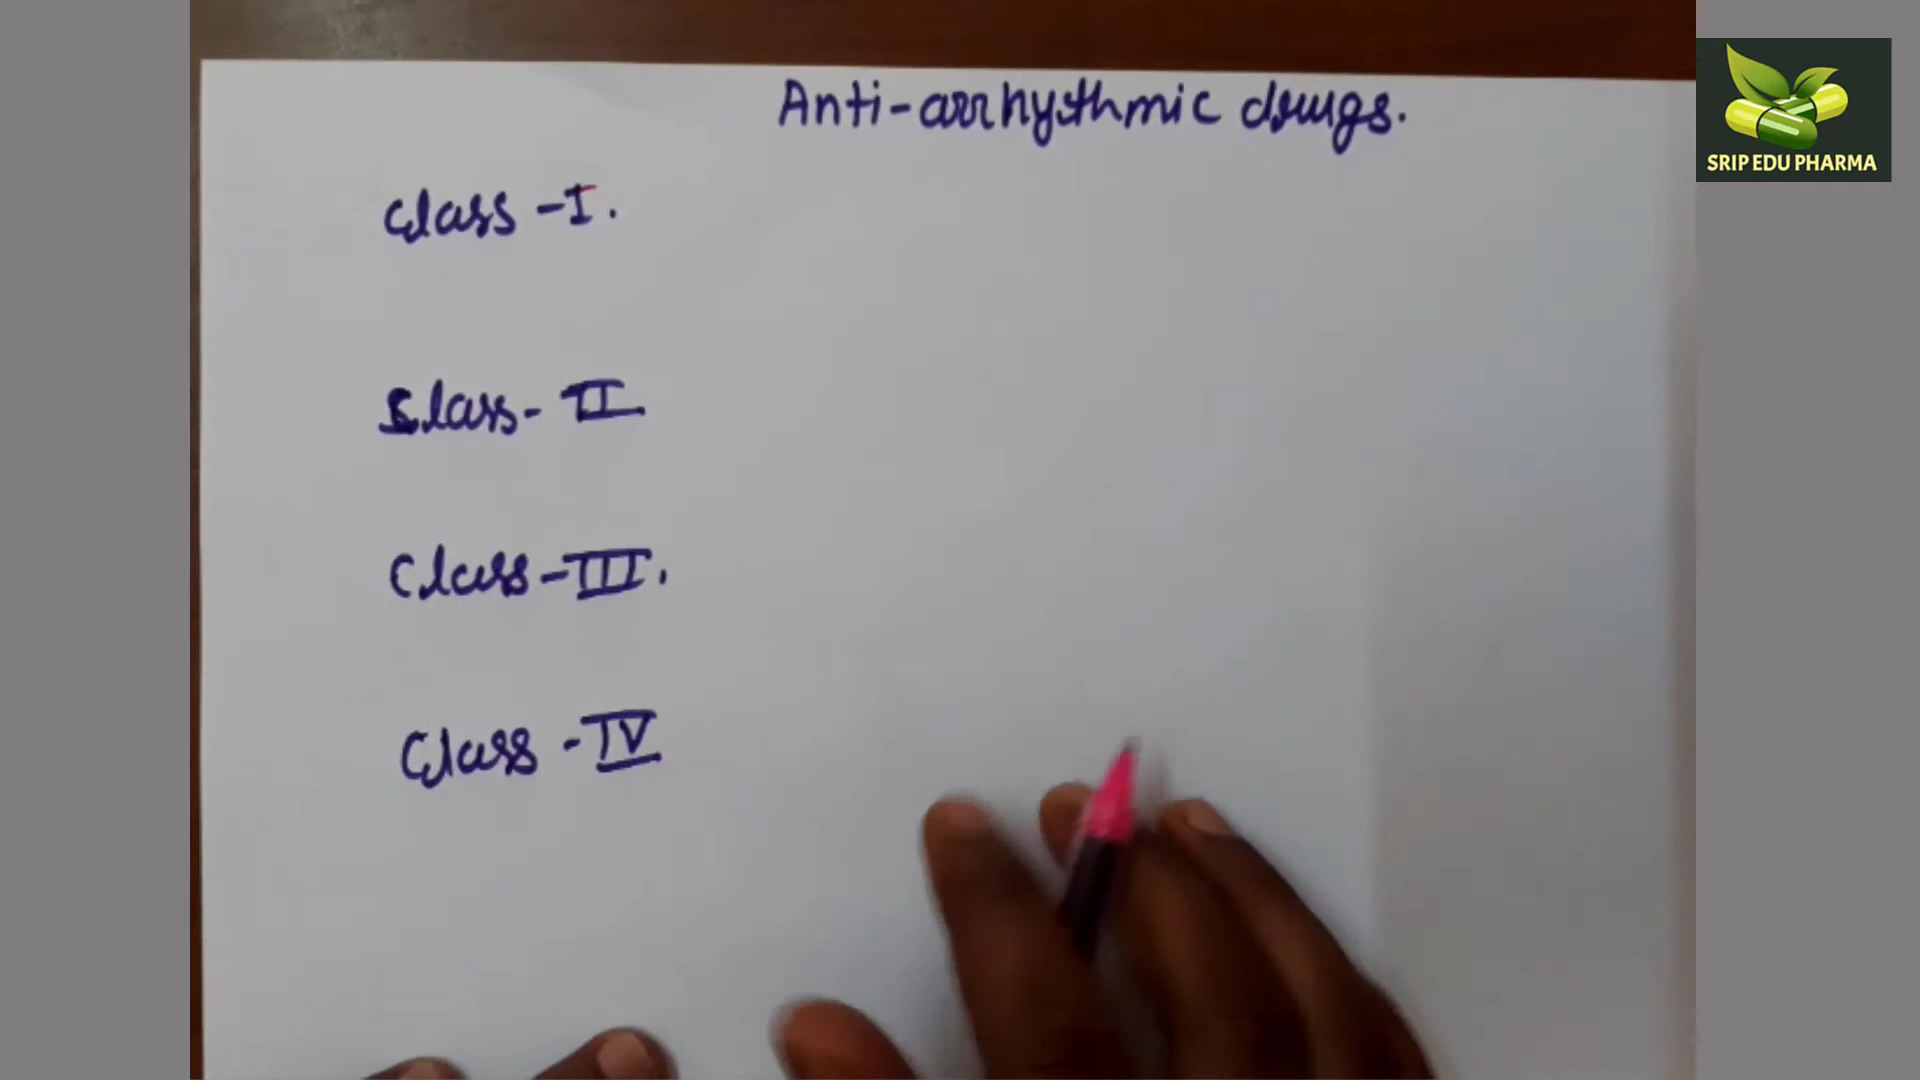 Anti-arrhythmic drugs.
SRIP EDU PHARMA
Class -I.
Class - II
Class -III.
Class - IV